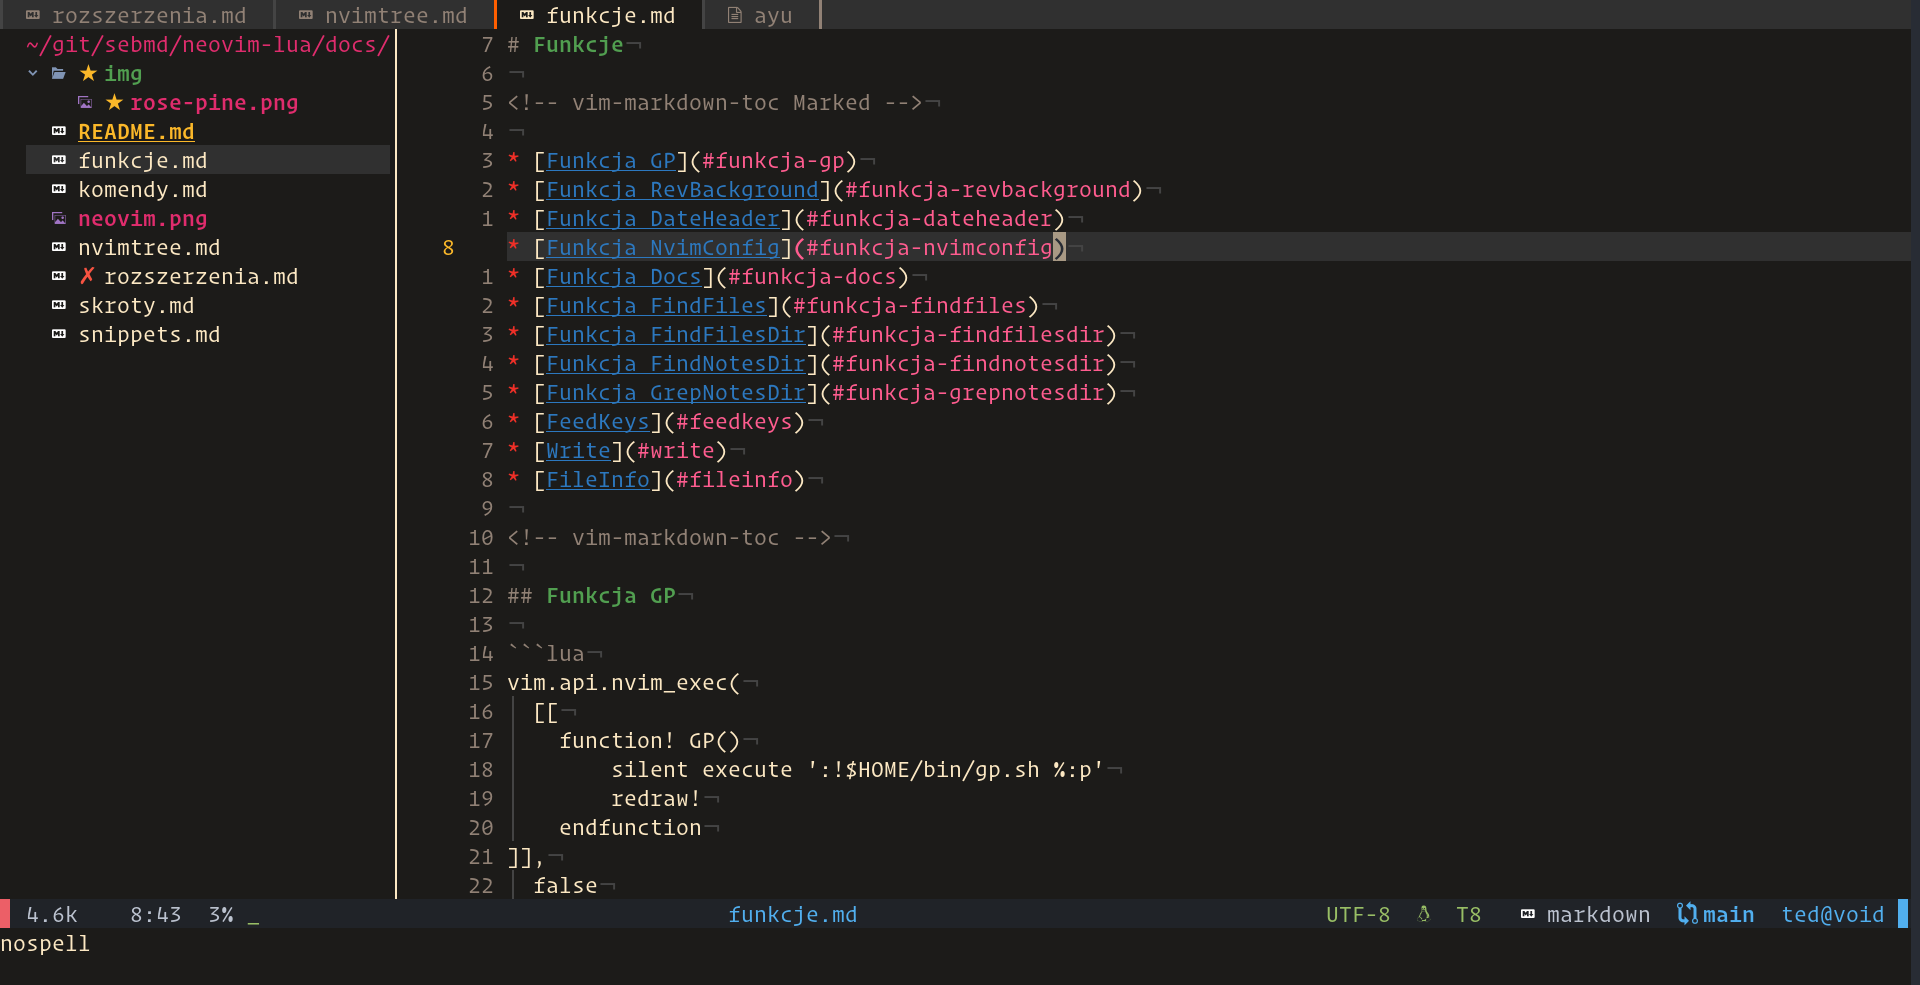 rozszerzenia.md nvimtree.md funkcje.md ayu
~/git/sebmd/neovim-lua/docs/
img
rose-pine.png
README.md
funkcje.md
komendy.md
neovim.png
nvimtree.md
✗ rozszerzenia.md
skroty.md
snippets.md
7 # Funkcje¬
6 ¬
5 <!-- vim-markdown-toc Marked -->¬
4 ¬
3 * [Funkcja GP](#funkcja-gp)¬
2 * [Funkcja RevBackground](#funkcja-revbackground)¬
1 * [Funkcja DateHeader](#funkcja-dateheader)¬
8 * [Funkcja NvimConfig](#funkcja-nvimconfig)¬
1 * [Funkcja Docs](#funkcja-docs)¬
2 * [Funkcja FindFiles](#funkcja-findfiles)¬
3 * [Funkcja FindFilesDir](#funkcja-findfilesdir)¬
4 * [Funkcja FindNotesDir](#funkcja-findnotesdir)¬
5 * [Funkcja GrepNotesDir](#funkcja-grepnotesdir)¬
6 * [FeedKeys](#feedkeys)¬
7 * [Write](#write)¬
8 * [FileInfo](#fileinfo)¬
9 ¬
10 <!-- vim-markdown-toc -->¬
11 ¬
12 ## Funkcja GP¬
13 ¬
14 ```lua¬
15 vim.api.nvim_exec(¬
16   [[¬
17     function! GP()¬
18         silent execute ':!$HOME/bin/gp.sh %:p'¬
19         redraw!¬
20     endfunction¬
21 ]],¬
22   false¬
4.6k 8:43 3% _ funkcje.md UTF-8 T8 markdown main ted@void
nospell